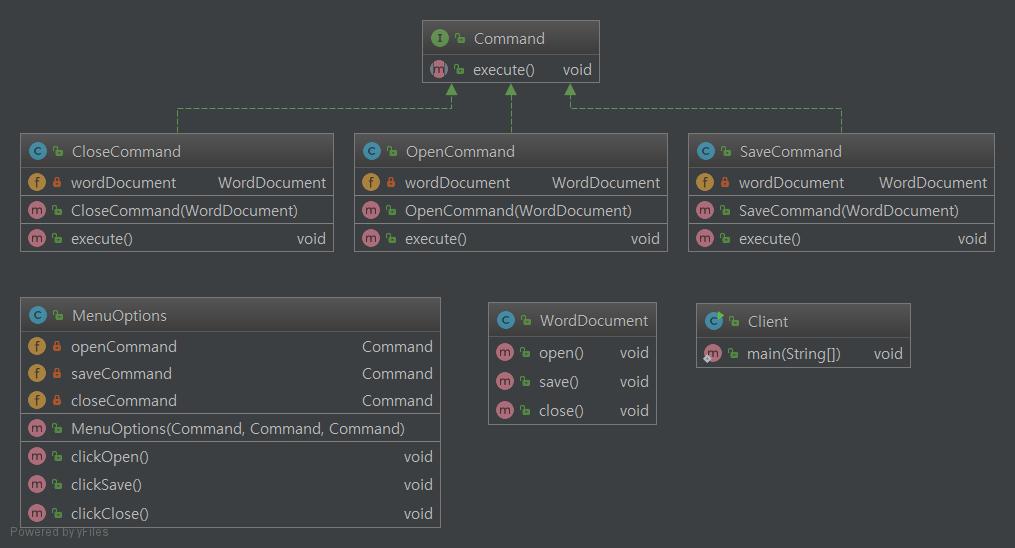 Command
execute() void
CloseCommand
wordDocument WordDocument
CloseCommand(WordDocument)
execute() void
OpenCommand
wordDocument WordDocument
OpenCommand(WordDocument)
execute() void
SaveCommand
wordDocument WordDocument
SaveCommand(WordDocument)
execute() void
MenuOptions
openCommand Command
saveCommand Command
closeCommand Command
MenuOptions(Command, Command, Command)
clickOpen() void
clickSave() void
clickClose() void
WordDocument
open() void
save() void
close() void
Client
main(String[]) void
Powered by yFiles